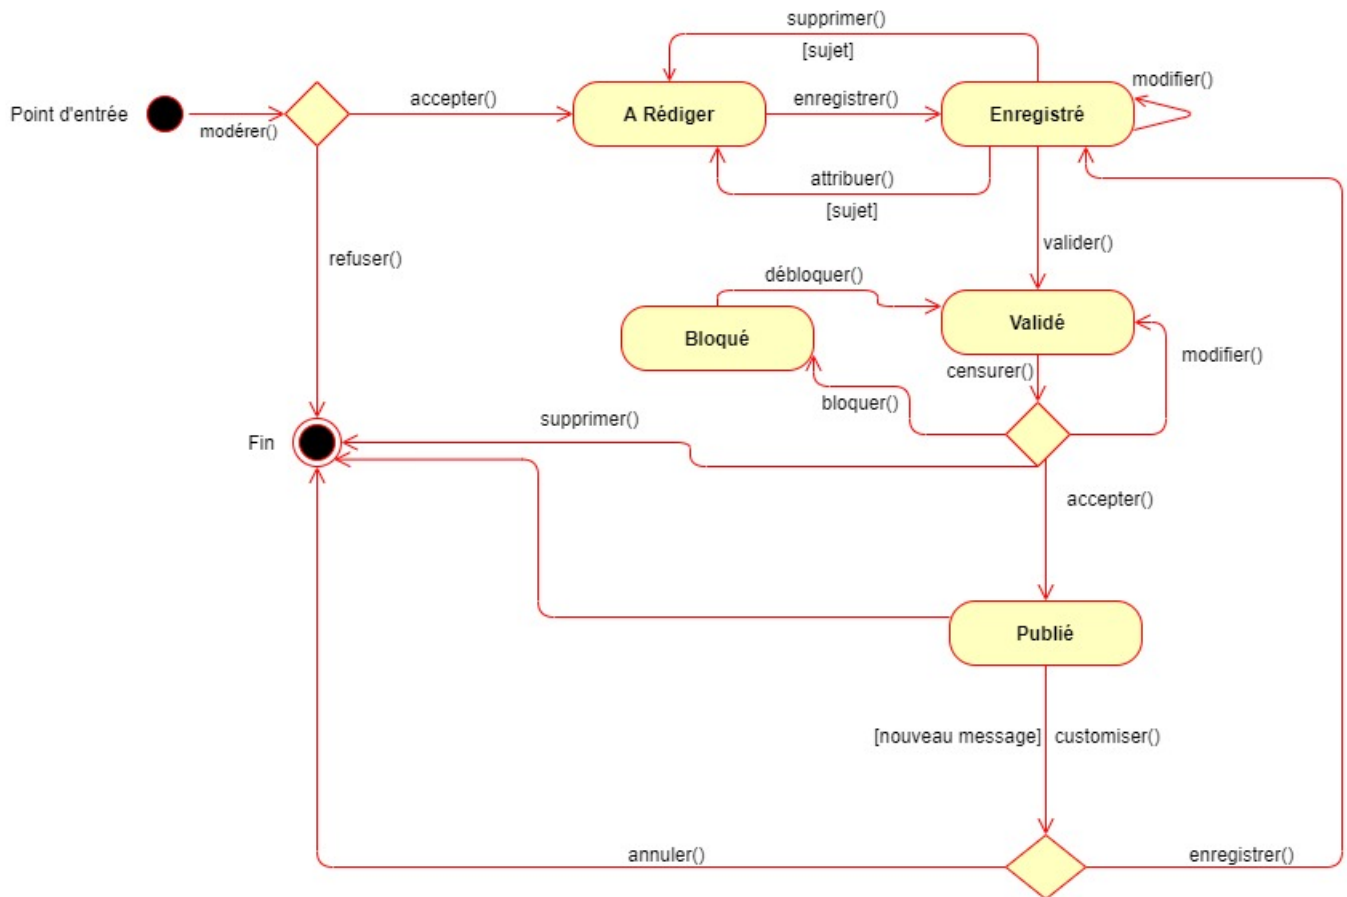 supprimer()
[sujet]
modifier()
Point d'entrée
modérer()
accepter()
A Rédiger
enregistrer()
Enregistré
attribuer()
[sujet]
refuser()
valider()
débloquer()
Bloqué
Validé
modifier()
censurer()
bloquer()
supprimer()
Fin
accepter()
Publié
[nouveau message] customiser()
annuler()
enregistrer()